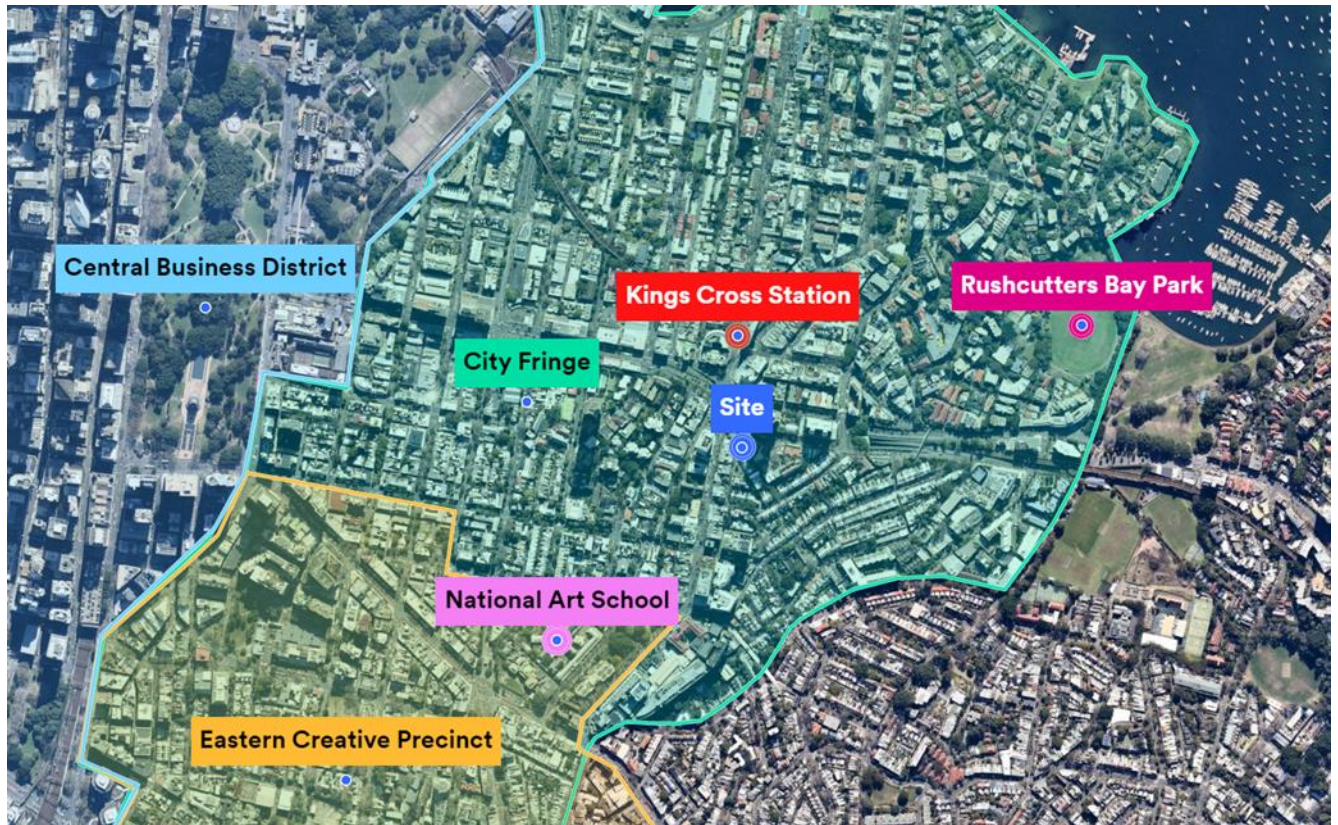 Central Business District
Kings Cross Station
Rushcutters Bay Park
City Fringe
Site
National Art School
Eastern Creative Precinct